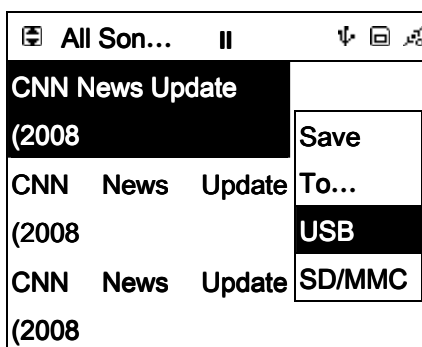 All Son...
CNN News Update
(2008
CNN News Update
(2008
CNN News Update
(2008
Save
To...
USB
SD/MMC